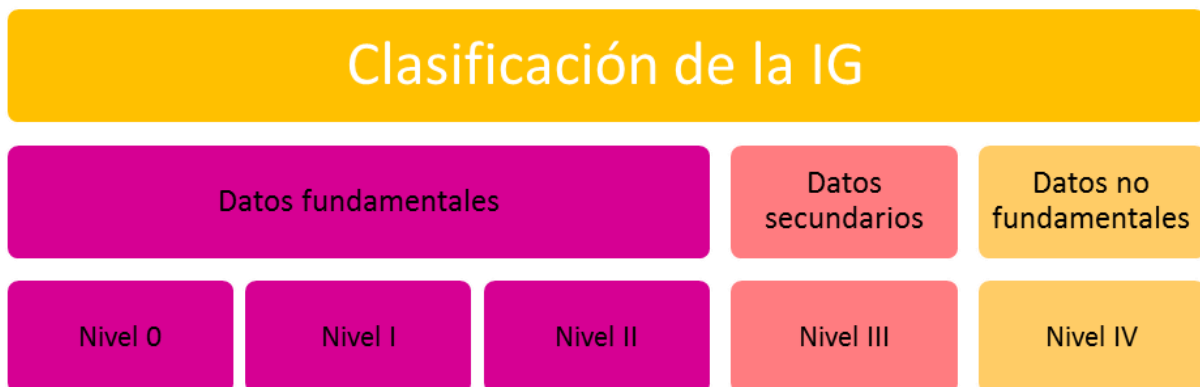 Clasificación de la IG
Datos fundamentales
Datos
secundarios
Datos no
fundamentales
Nivel 0
Nivel I
Nivel II
Nivel III
Nivel IV